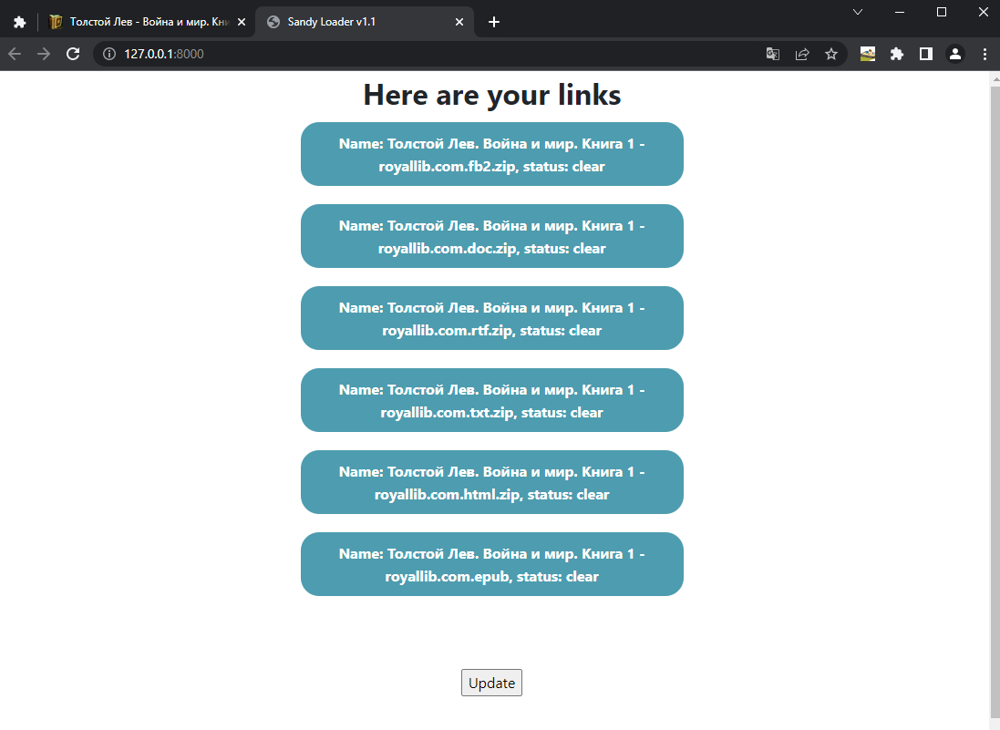 Толстой Лев - Война и мир. Кни
Sandy Loader v1.1
127.0.0.1:8000
Here are your links
Name: Толстой Лев. Война и мир. Книга 1 -
royallib.com.fb2.zip, status: clear
Name: Толстой Лев. Война и мир. Книга 1 -
royallib.com.doc.zip, status: clear
Name: Толстой Лев. Война и мир. Книга 1 -
royallib.com.rtf.zip, status: clear
Name: Толстой Лев. Война и мир. Книга 1 -
royallib.com.txt.zip, status: clear
Name: Толстой Лев. Война и мир. Книга 1 -
royallib.com.html.zip, status: clear
Name: Толстой Лев. Война и мир. Книга 1 -
royallib.com.epub, status: clear
Update